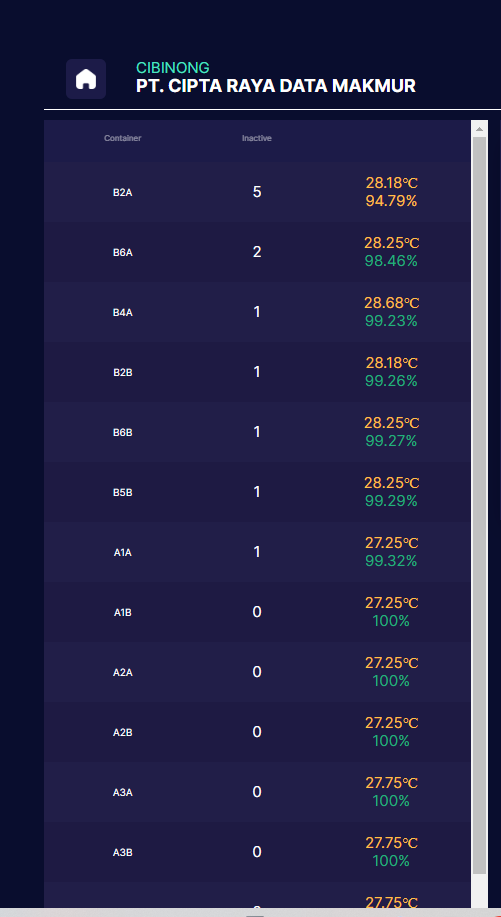 CIBINONG
PT. CIPTA RAYA DATA MAKMUR
Container Inactive
B2A 5 28.18°C
94.79%
B6A 2 28.25°C
98.46%
B4A 1 28.68°C
99.23%
B2B 1 28.18°C
99.26%
B6B 1 28.25°C
99.27%
B5B 1 28.25°C
99.29%
A1A 1 27.25°C
99.32%
A1B 0 27.25°C
100%
A2A 0 27.25°C
100%
A2B 0 27.25°C
100%
A3A 0 27.75°C
100%
A3B 0 27.75°C
100%
27.75°C